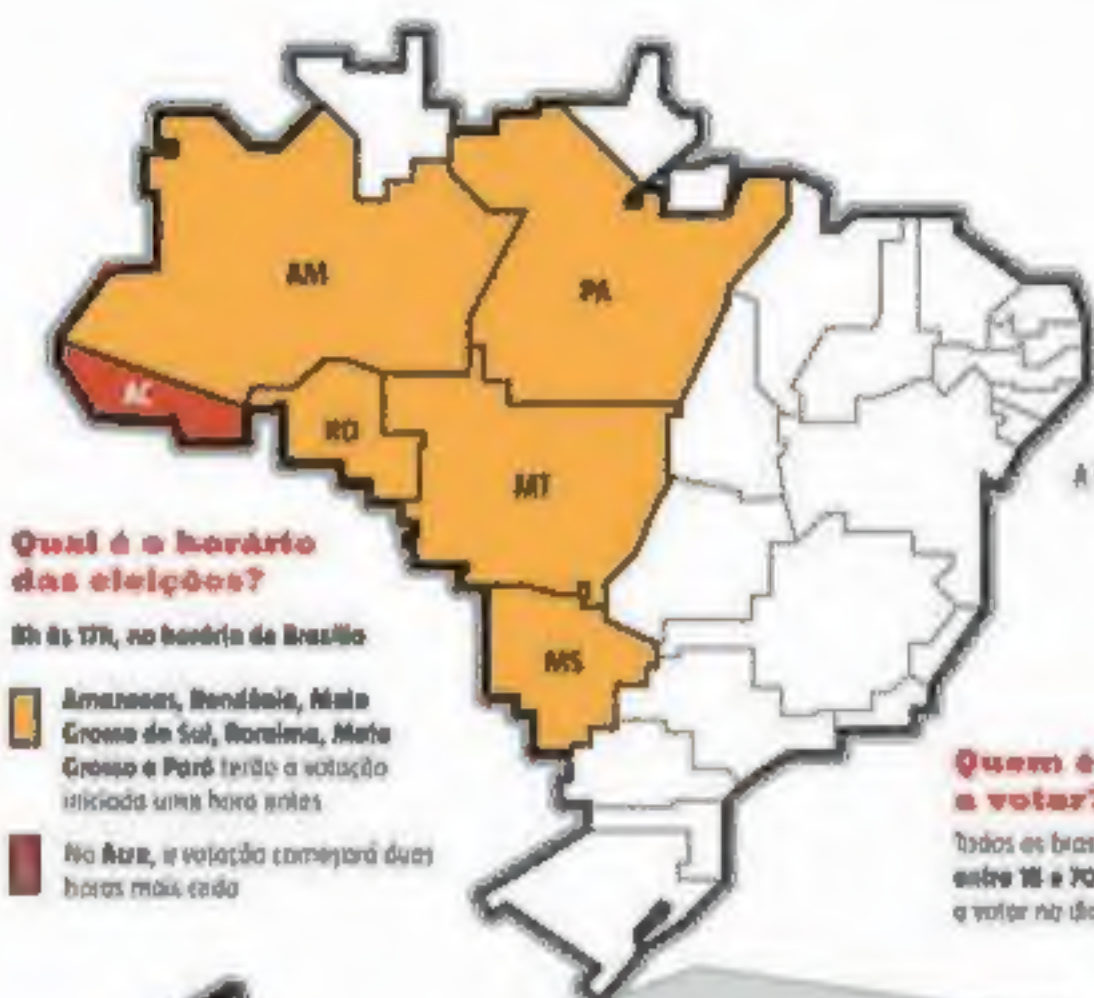 AM
PA
AC
RO
MT
MS
Qual é o horário
das eleições?
8h às 17h, no horário de Brasília
Amazonas, Rondônia, Mato
Grosso do Sul, Roraima, Mato
Grosso e Pará terão a votação
iniciada uma hora antes
No Acre, a votação começará duas
horas mais cedo
A
Quem é
a votar?
Todos os bras
entre 18 e 70
a votar no dia